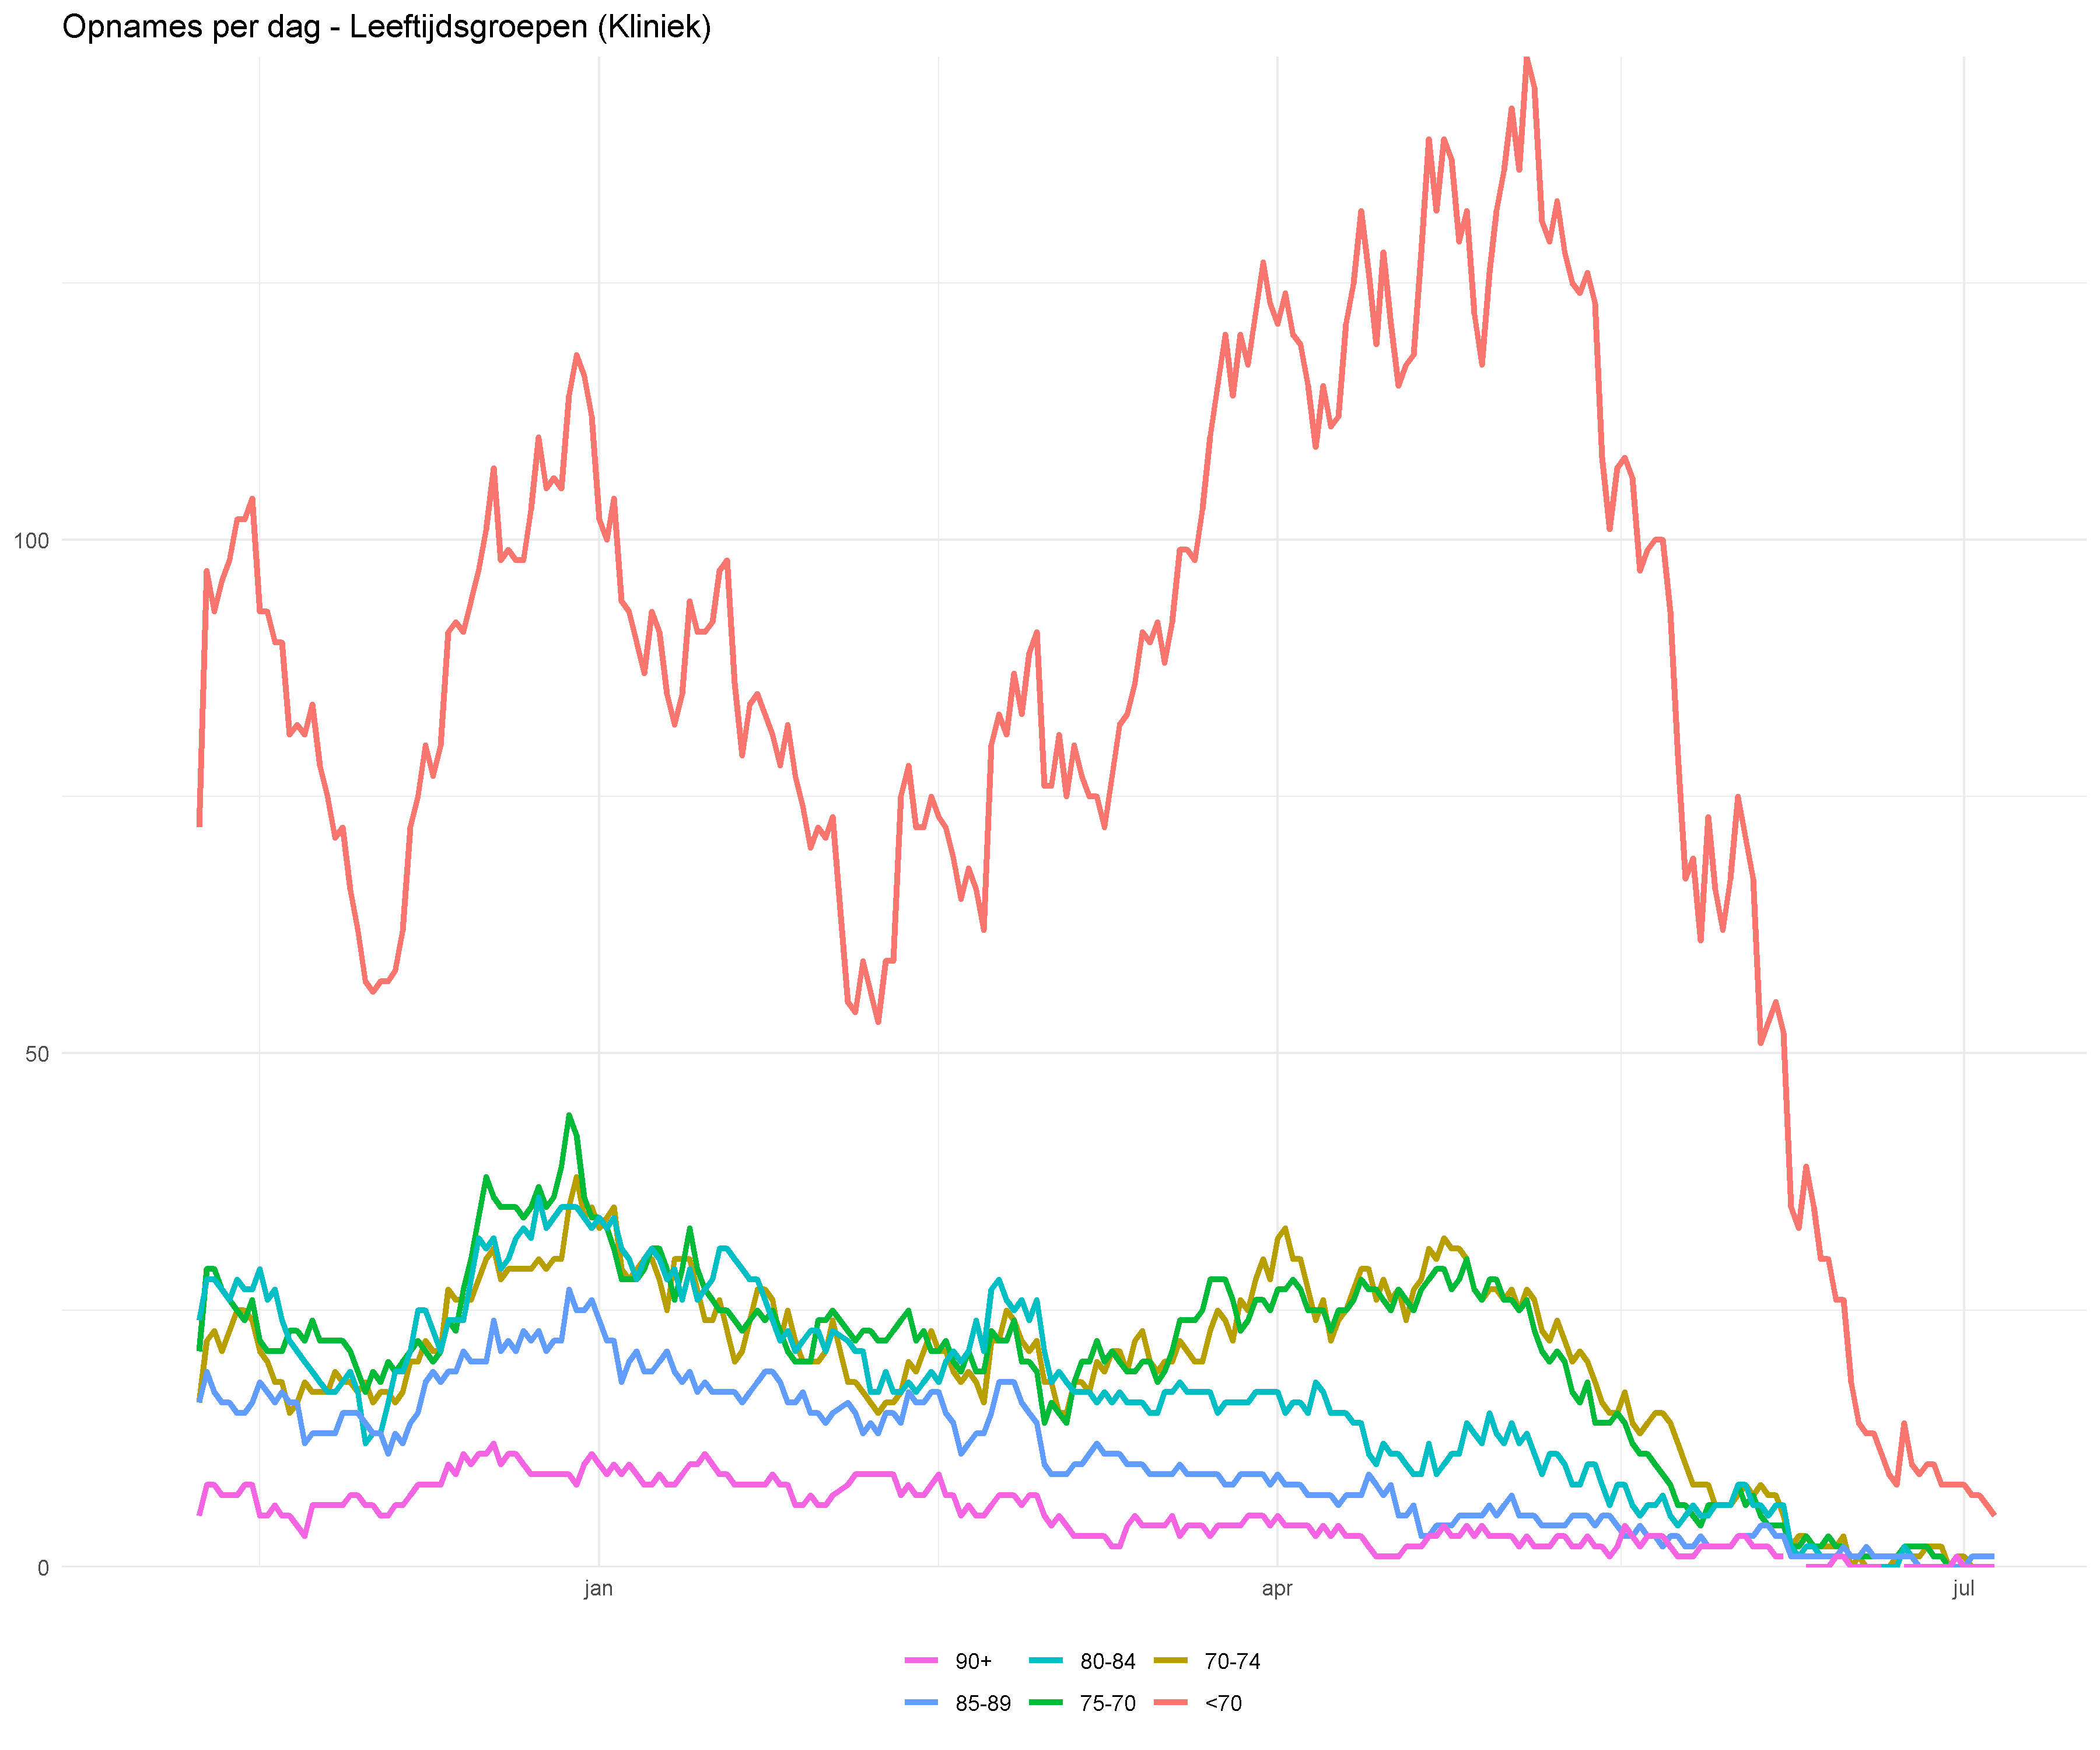 Opnames per dag - Leeftijdsgroepen (Kliniek)
100
50
0
jan apr jul
90+ 80-84 70-74
85-89 75-70 <70